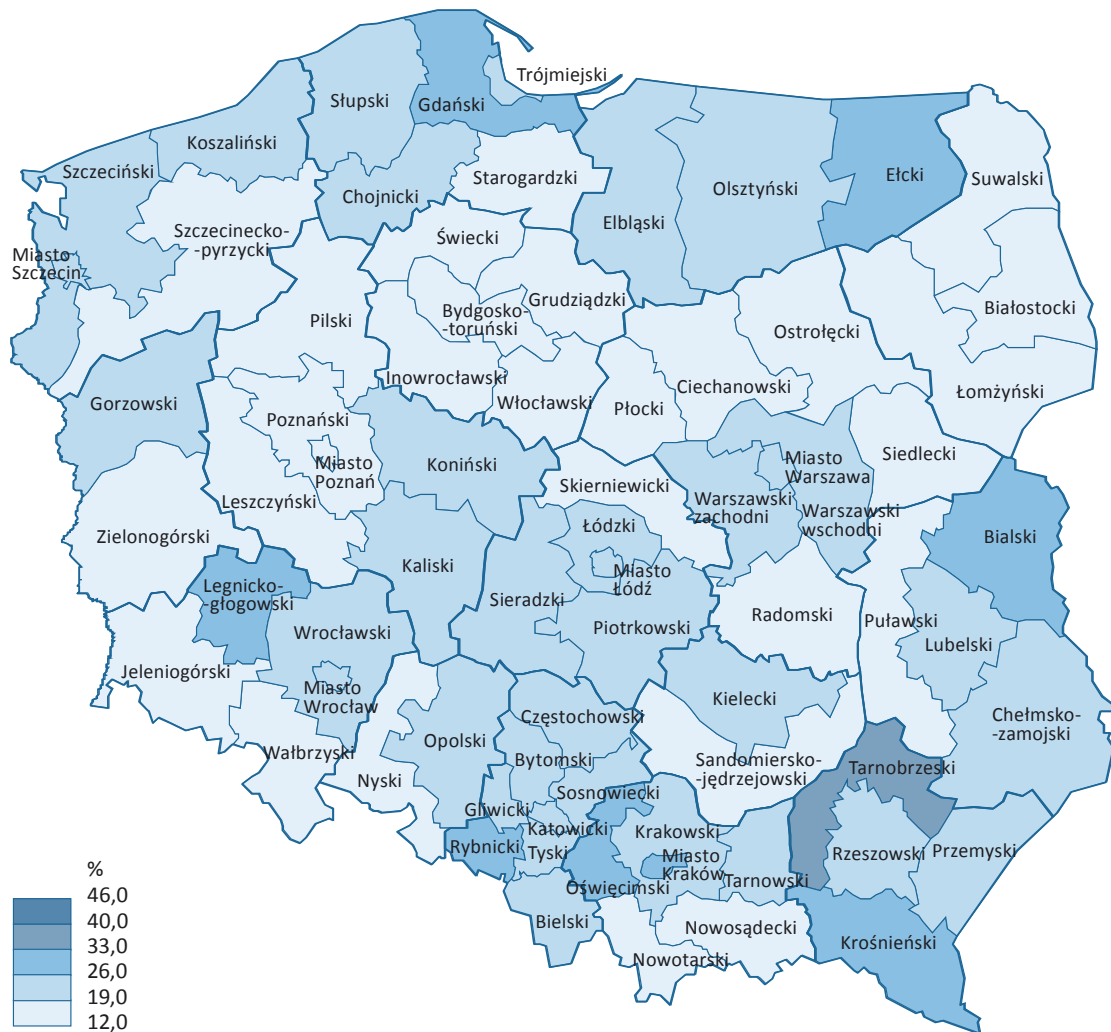 Trójmiejski
Słupski
Gdański
Koszaliński
Szczeciński
Starogardzki
Chojnicki
Olsztyński
Ełcki
Suwalski
Elbląski
Szczecinecko-
-pyrzycki
Świecki
Miasto
Szczecin
Grudziądzki
Bydgosko-
-toruński
Białostocki
Pilski
Ostrołęcki
Inowrocławski
Ciechanowski
Łomżyński
Gorzowski
Włocławski
Płocki
Poznański
Miasto
Poznań
Koniński
Miasto
Warszawa
Siedlecki
Skierniewicki
Leszczyński
Warszawski
zachodni
Warszawski
wschodni
Łódzki
Zielonogórski
Bialski
Kaliski
Miasto
Łódź
Legnicko-
-głogowski
Sieradzki
Radomski
Puławski
Wrocławski
Piotrkowski
Lubelski
Jeleniogórski
Miasto
Wrocław
Kielecki
Chełmsko-
-zamojski
Częstochowski
Opolski
Wałbrzyski
Bytomski
Sandomiersko-
-jędrzejowski
Tarnobrzeski
Nyski
Sosnowiecki
Gliwicki
Katowicki
Krakowski
Rybnicki
Tyski
Miasto
Kraków
Rzeszowski
Przemyski
Oświęcimski
Tarnowski
Bielski
Nowosądecki
Krośnieński
Nowotarski
%
46,0
40,0
33,0
26,0
19,0
12,0